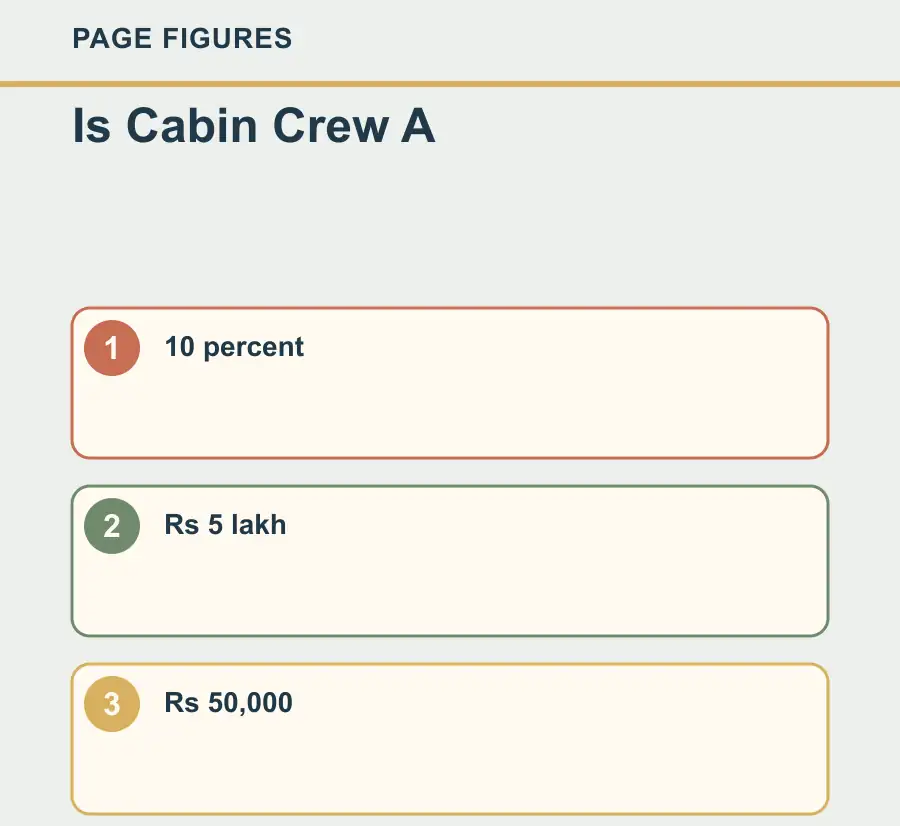 PAGE FIGURES
Is Cabin Crew A
1 10 percent
2 Rs 5 lakh
3 Rs 50,000